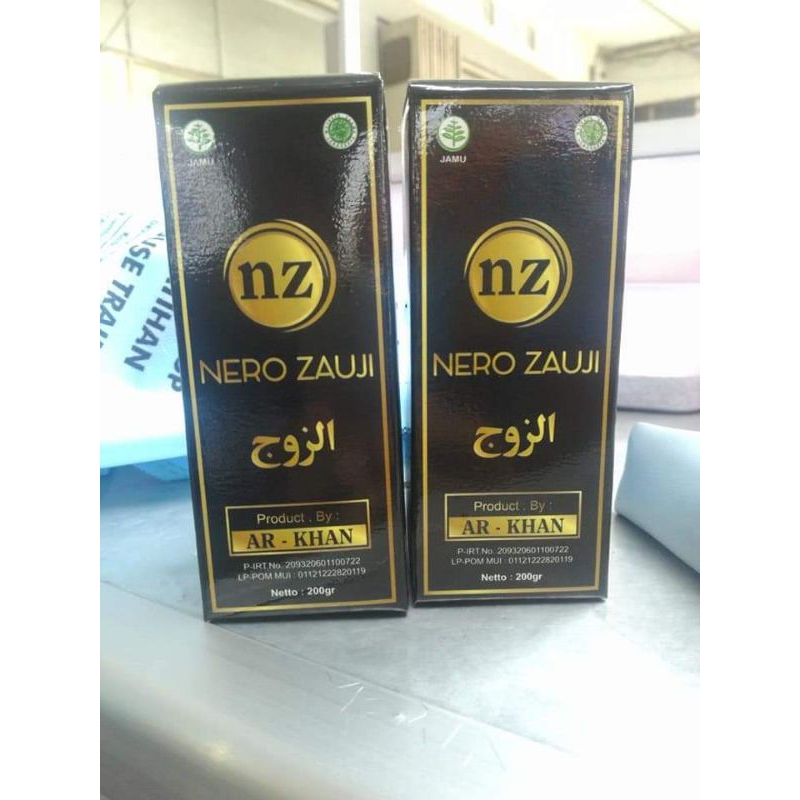 JAMU
nz
NERO ZAUJI
الزوج
Product . By :
AR - KHAN
P-IRT.No. 209320601100722
LP-POM MUI : 01121222820119
Netto : 200gr
JAMU
nz
NERO ZAUJI
الزوج
Product . By :
AR - KHAN
P-IRT.No. 209320601100722
LP-POM MUI : 01121222820119
Netto : 200gr